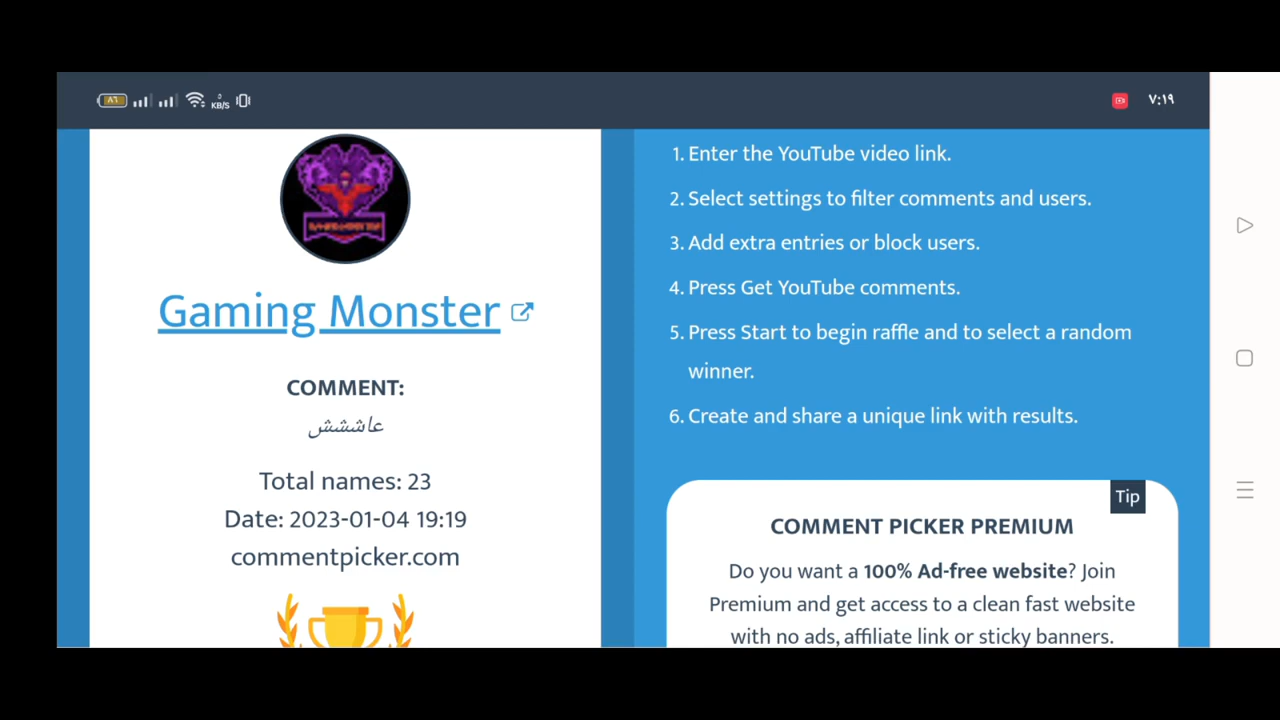 ٨٦
0
KB/S
٧:١٩
Gaming Monster
COMMENT:
عاشششش
Total names: 23
Date: 2023-01-04 19:19
commentpicker.com
1. Enter the YouTube video link.
2. Select settings to filter comments and users.
3. Add extra entries or block users.
4. Press Get YouTube comments.
5. Press Start to begin raffle and to select a random
winner.
6. Create and share a unique link with results.
Tip
COMMENT PICKER PREMIUM
Do you want a 100% Ad-free website? Join
Premium and get access to a clean fast website
with no ads, affiliate link or sticky banners.